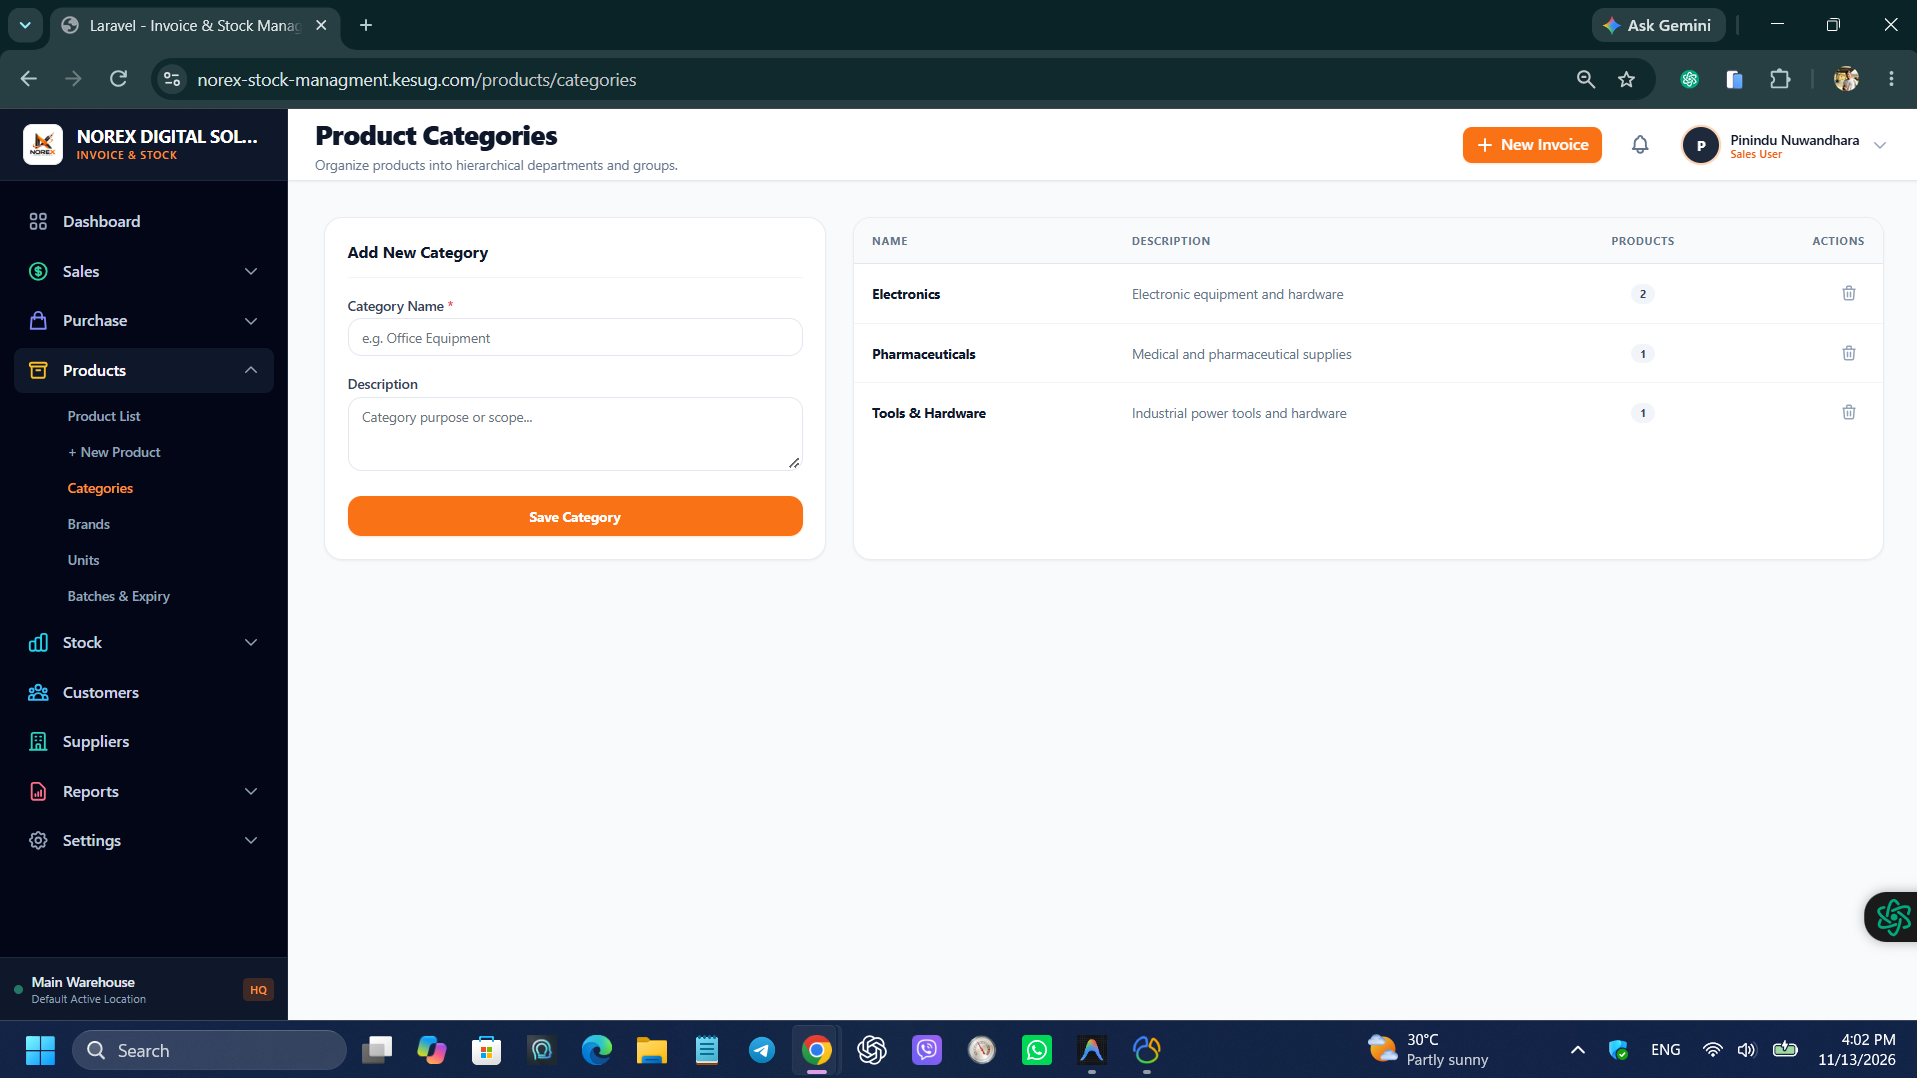 Laravel - Invoice & Stock Manag
Ask Gemini
norex-stock-managment.kesug.com/products/categories
NOREX
NOREX DIGITAL SOL...
INVOICE & STOCK
Product Categories
Organize products into hierarchical departments and groups.
+ New Invoice
P
Pinindu Nuwandhara
Sales User
Dashboard
Sales
Purchase
Products
Product List
+ New Product
Categories
Brands
Units
Batches & Expiry
Stock
Customers
Suppliers
Reports
Settings
Main Warehouse
Default Active Location
HQ
Add New Category
Category Name *
e.g. Office Equipment
Description
Category purpose or scope...
Save Category
NAME DESCRIPTION PRODUCTS ACTIONS
Electronics Electronic equipment and hardware 2
Pharmaceuticals Medical and pharmaceutical supplies 1
Tools & Hardware Industrial power tools and hardware 1
Search
30°C
Partly sunny
ENG
4:02 PM
11/13/2026